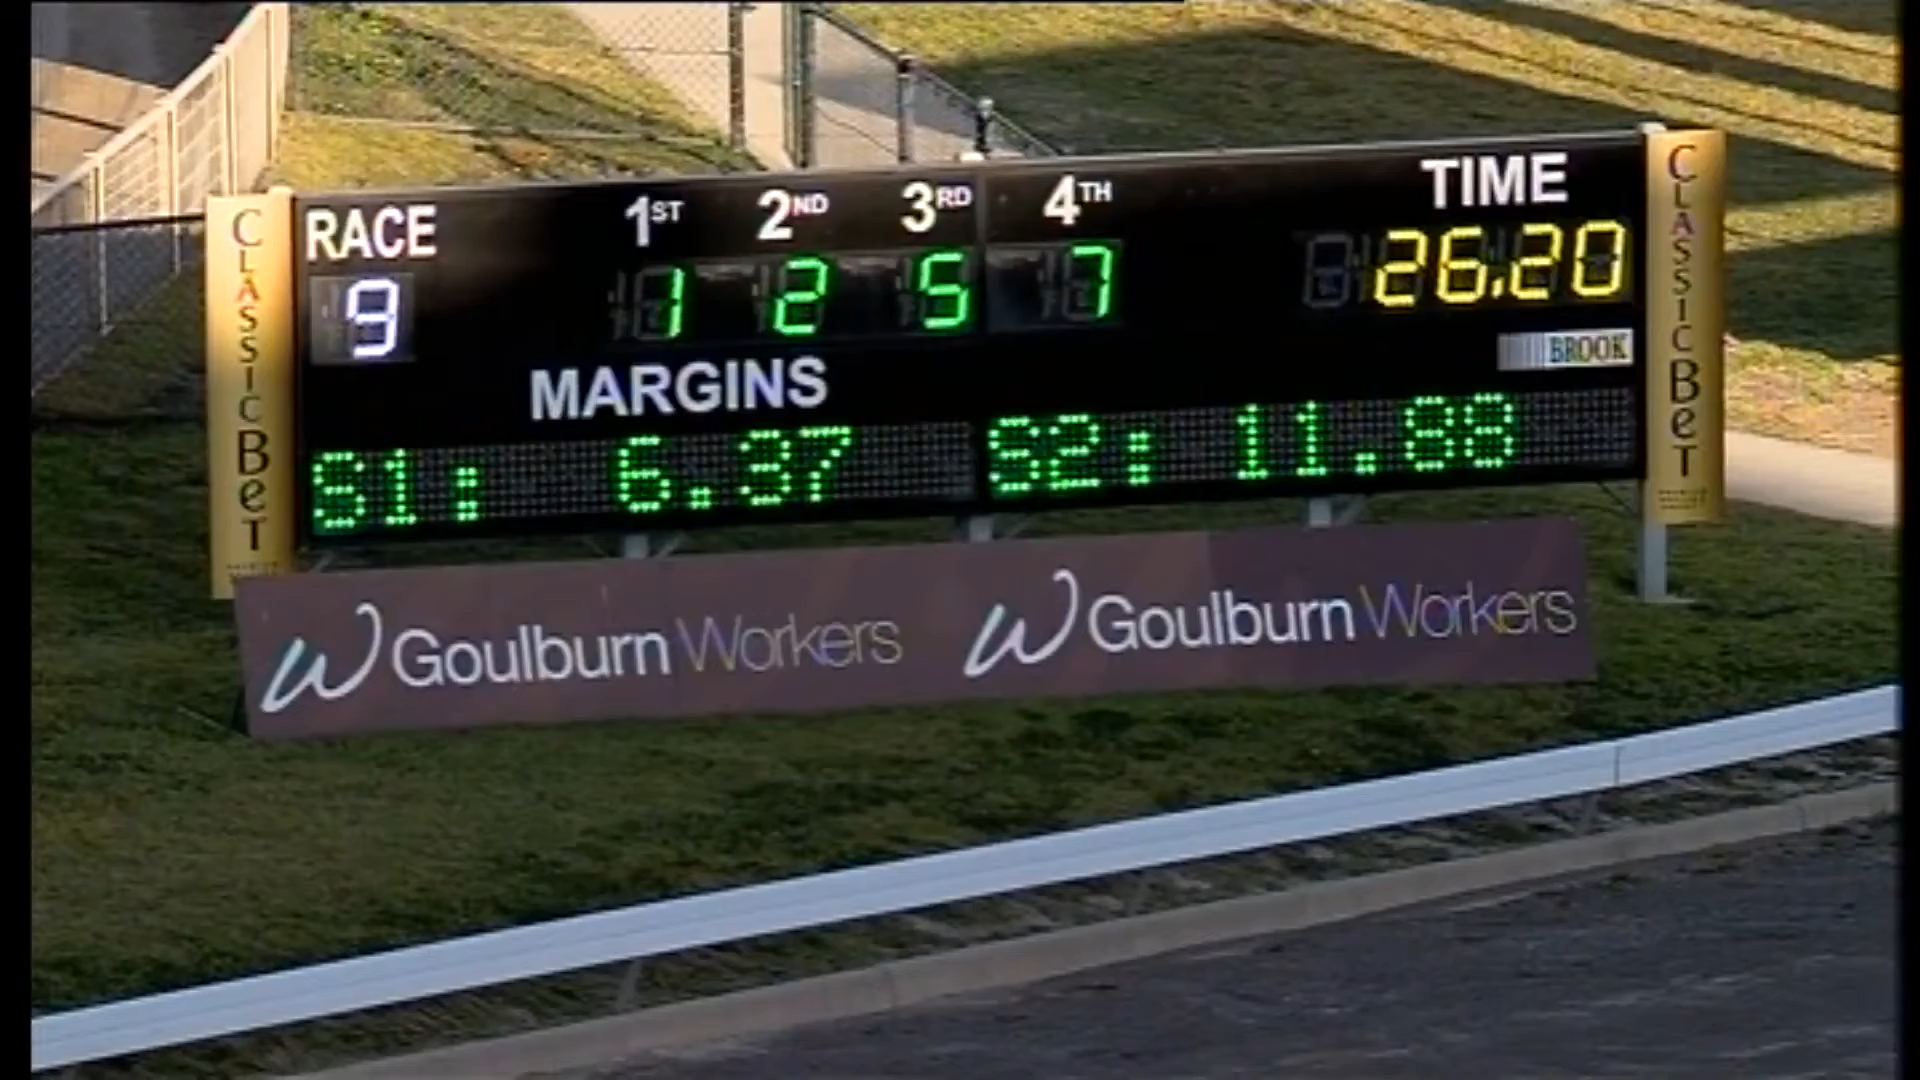 RACE 1ST 2ND 3RD 4TH TIME
9 1 2 5 7 26.20
BROOK
MARGINS
S1: 6.37 S2: 11.88
CLASSICBeT
CLASSICBeT
W Goulburn Workers W Goulburn Workers